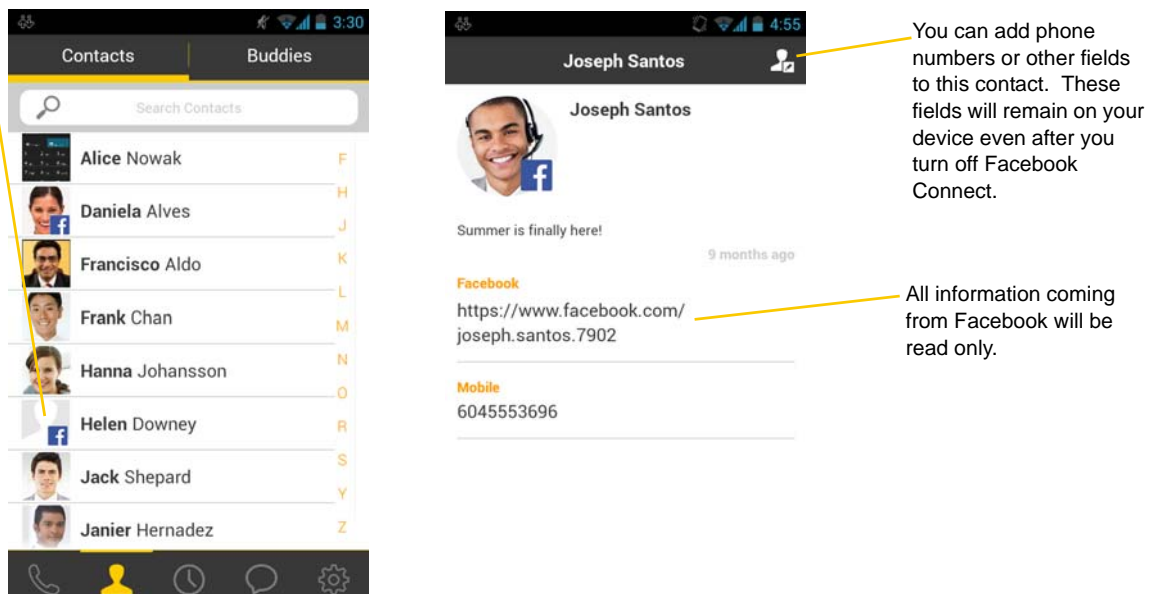 3:30
Contacts Buddies
Search Contacts
Alice Nowak
Daniela Alves
Francisco Aldo
Frank Chan
Hanna Johansson
Helen Downey
Jack Shepard
Janier Hernadez
F
H
J
K
L
M
N
O
R
S
Y
Z
4:55
Joseph Santos
Joseph Santos
Summer is finally here!
9 months ago
Facebook
https://www.facebook.com/
joseph.santos.7902
Mobile
6045553696
You can add phone
numbers or other fields
to this contact. These
fields will remain on your
device even after you
turn off Facebook
Connect.
All information coming
from Facebook will be
read only.